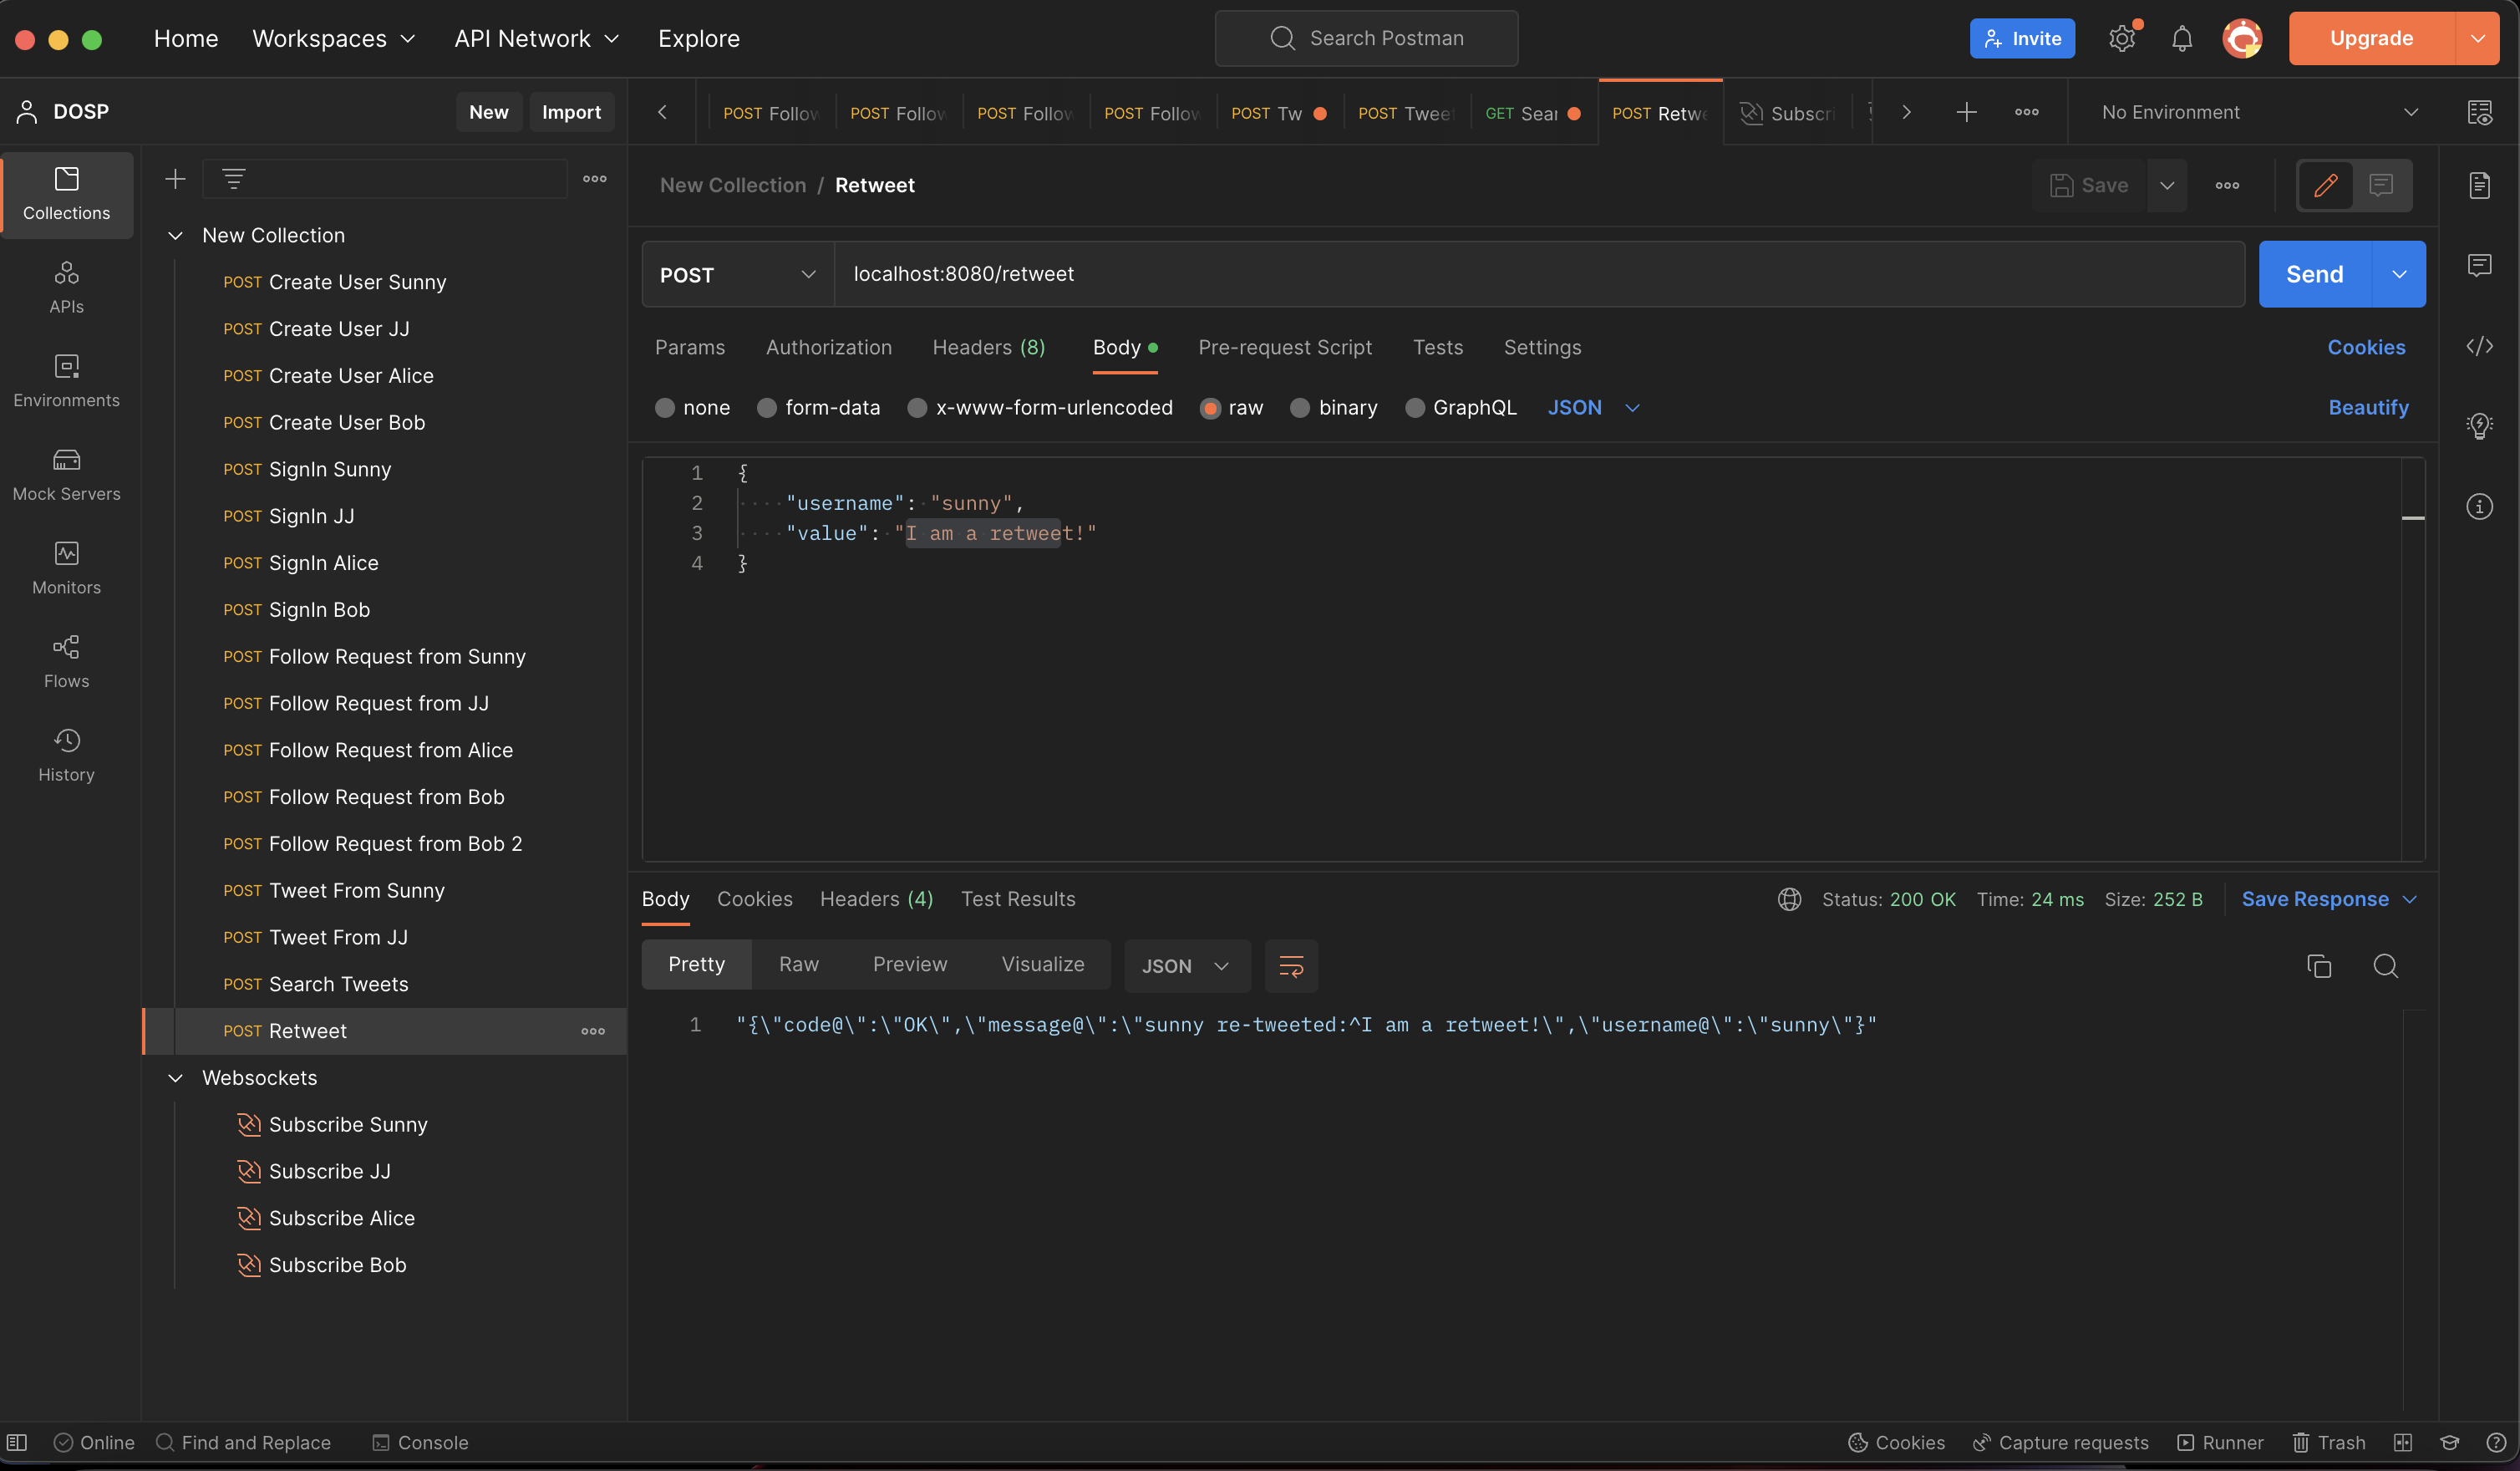 Home Workspaces API Network Explore Search Postman Invite Upgrade
DOSP New Import
POST Follow POST Follow POST Follow POST Follow POST Tw POST Tweet GET Sear POST Retwe Subscri No Environment
Collections
APIs
Environments
Mock Servers
Monitors
Flows
History
New Collection
POST Create User Sunny
POST Create User JJ
POST Create User Alice
POST Create User Bob
POST SignIn Sunny
POST SignIn JJ
POST SignIn Alice
POST SignIn Bob
POST Follow Request from Sunny
POST Follow Request from JJ
POST Follow Request from Alice
POST Follow Request from Bob
POST Follow Request from Bob 2
POST Tweet From Sunny
POST Tweet From JJ
POST Search Tweets
POST Retweet
Websockets
Subscribe Sunny
Subscribe JJ
Subscribe Alice
Subscribe Bob
New Collection / Retweet Save
POST localhost:8080/retweet Send
Params Authorization Headers (8) Body Pre-request Script Tests Settings Cookies
none form-data x-www-form-urlencoded raw binary GraphQL JSON Beautify
1 {
2 "username": "sunny",
3 "value": "I am a retweet!"
4 }
Body Cookies Headers (4) Test Results Status: 200 OK Time: 24 ms Size: 252 B Save Response
Pretty Raw Preview Visualize JSON
1 "{\"code@\":\"OK\",\"message@\":\"sunny re-tweeted:^I am a retweet!\",\"username@\":\"sunny\"}"
Online Find and Replace Console Cookies Capture requests Runner Trash